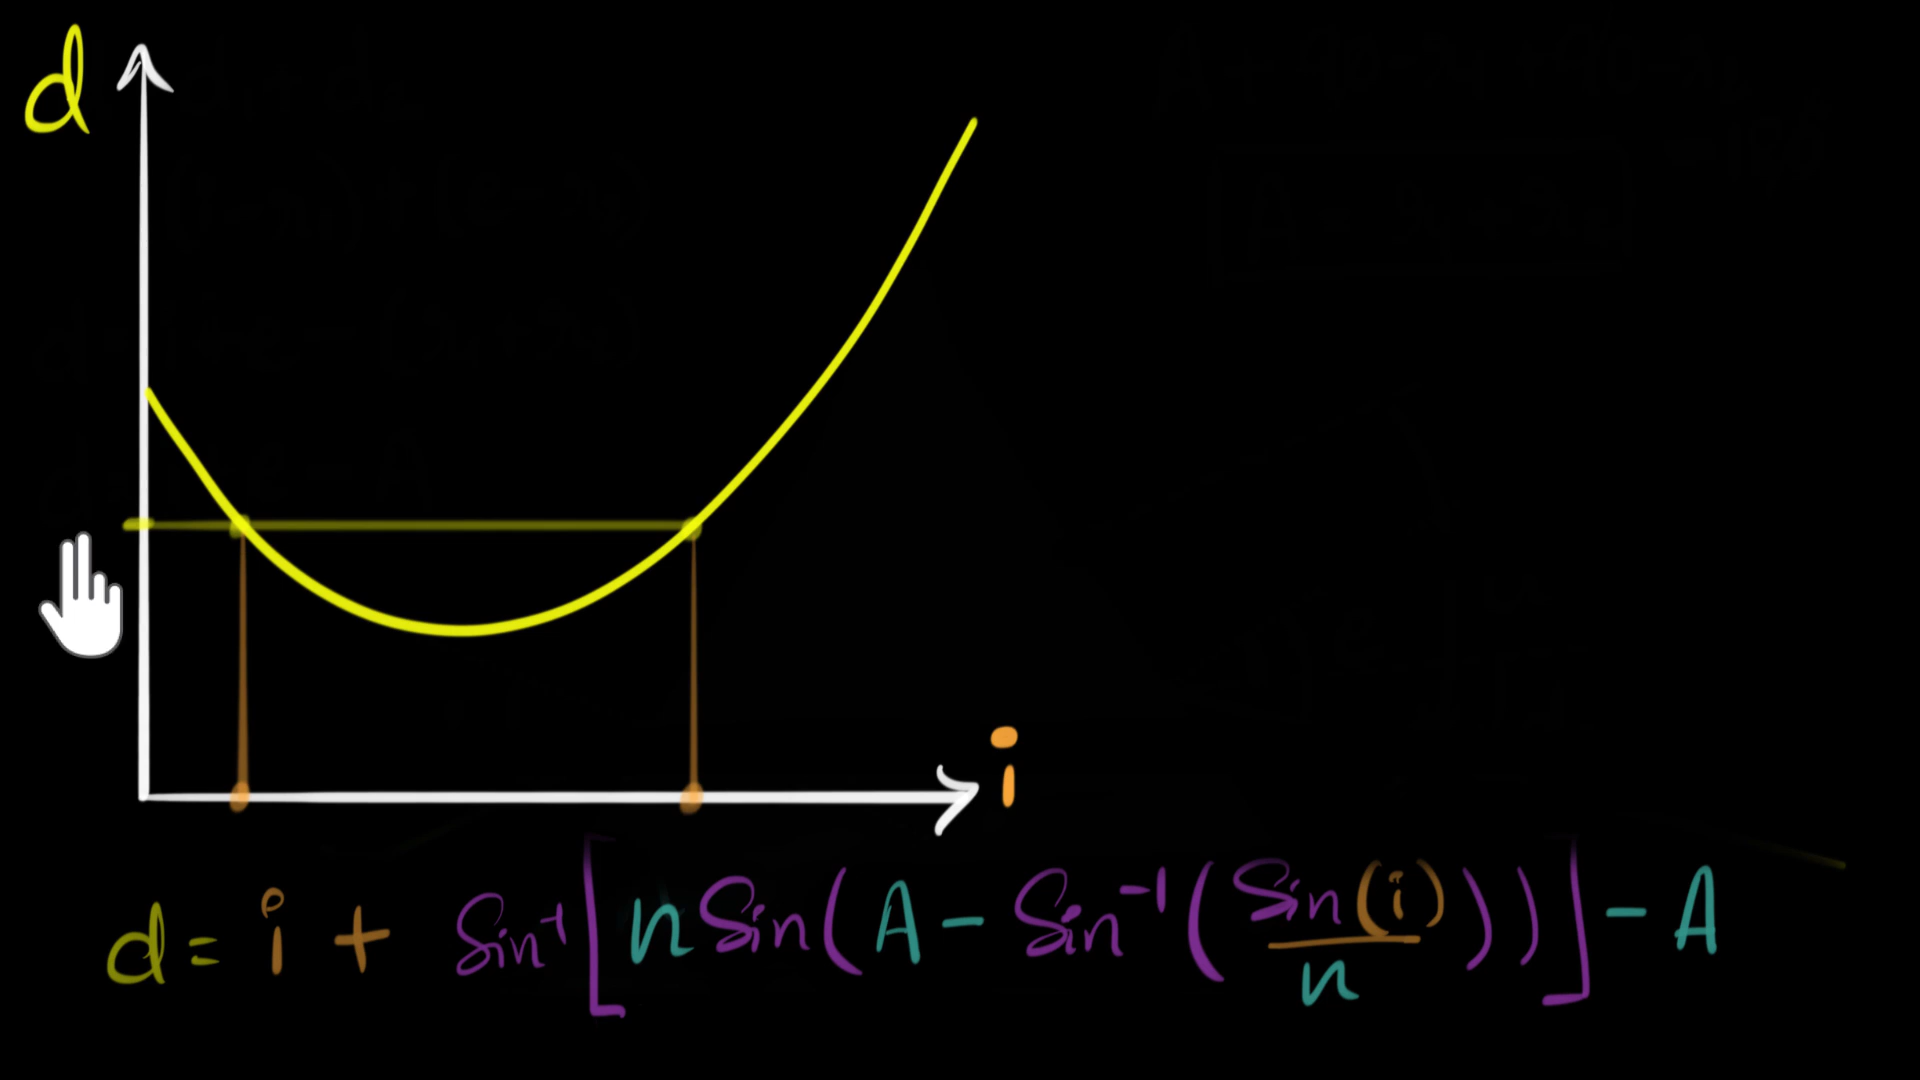 d
i
d = i + Sin⁻¹[n Sin(A - Sin⁻¹(Sin(i)/n))] - A